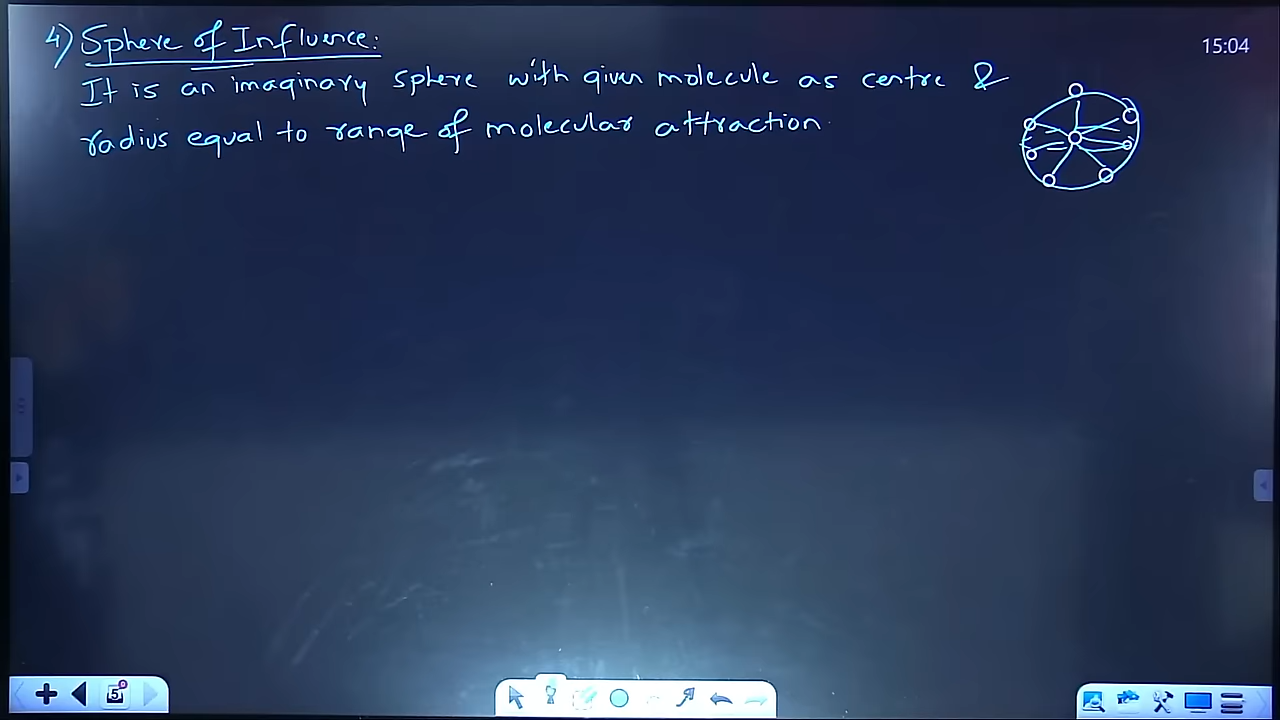 4) Sphere of Influence:
15:04
It is an imaginary sphere with given molecule as centre &
radius equal to range of molecular attraction.
5